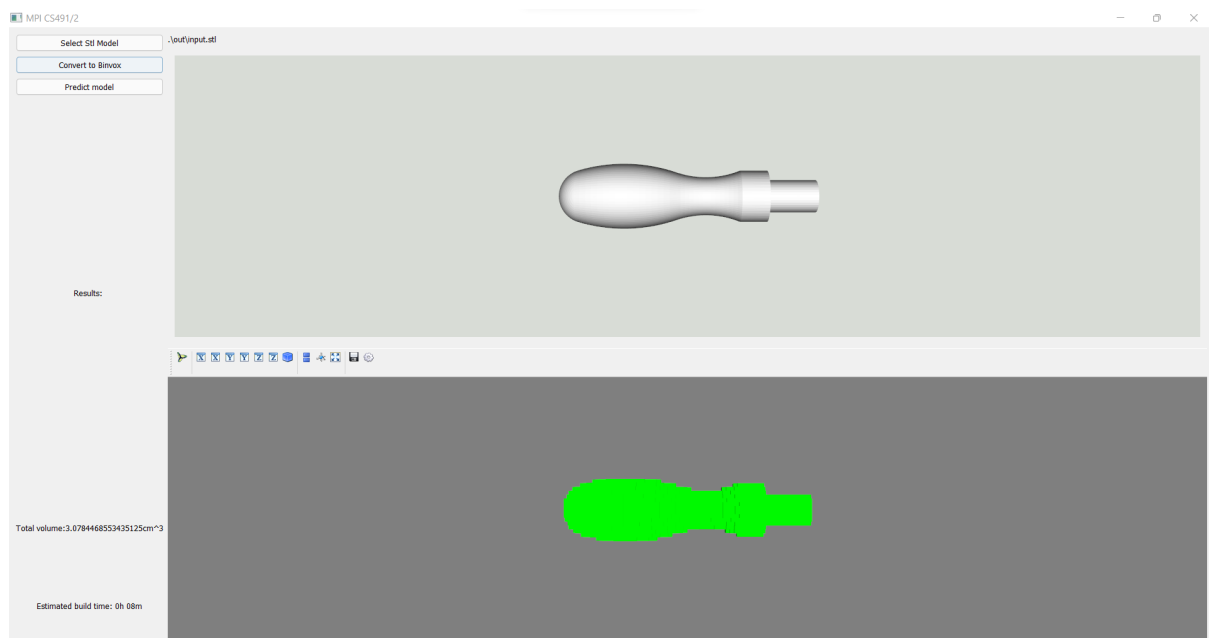 MPI CS491/2
Select Stl Model
.\out\input.stl
Convert to Binvox
Predict model
Results:
X X Y Y Z Z
Total volume:3.0784468553435125cm^3
Estimated build time: 0h 08m